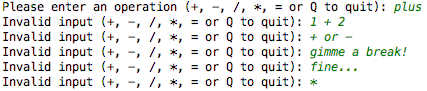 Please enter an operation (+, −, /, *, = or Q to quit): plus
Invalid input (+, −, /, *, = or Q to quit): 1 + 2
Invalid input (+, −, /, *, = or Q to quit): + or −
Invalid input (+, −, /, *, = or Q to quit): gimme a break!
Invalid input (+, −, /, *, = or Q to quit): fine...
Invalid input (+, −, /, *, = or Q to quit): *